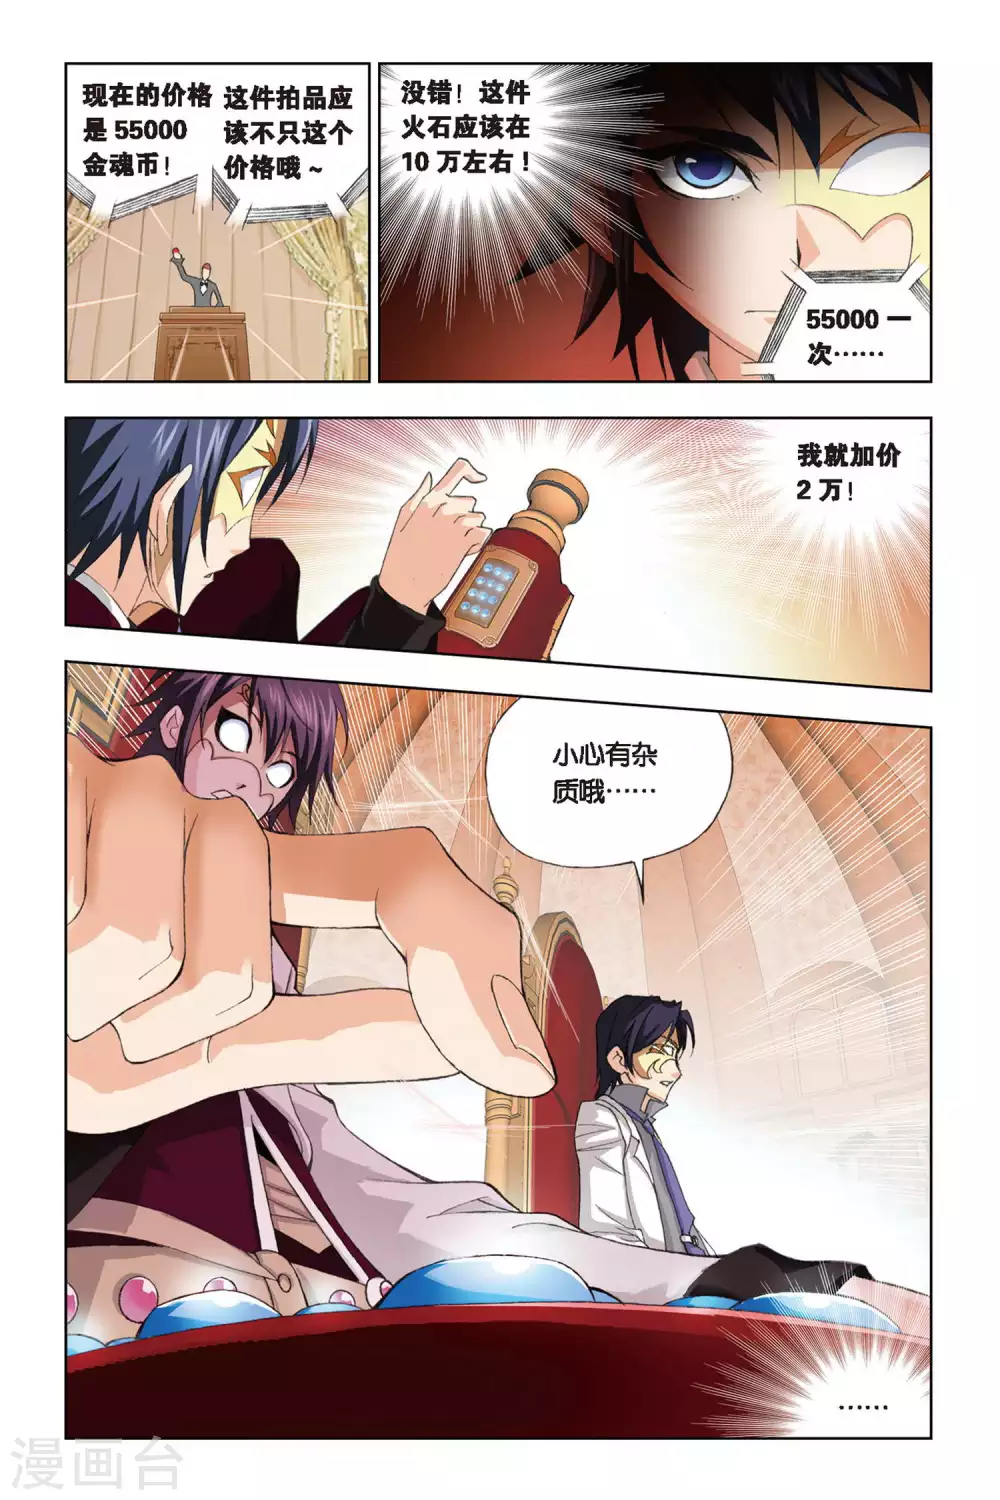 现在的价格
是 55000
金魂币！
这件拍品应
该不只这个
价格哦～
没错！这件
火石应该在
10 万左右！
55000 一
次……
我就加价
2 万！
小心有杂
质哦……
……
漫画台